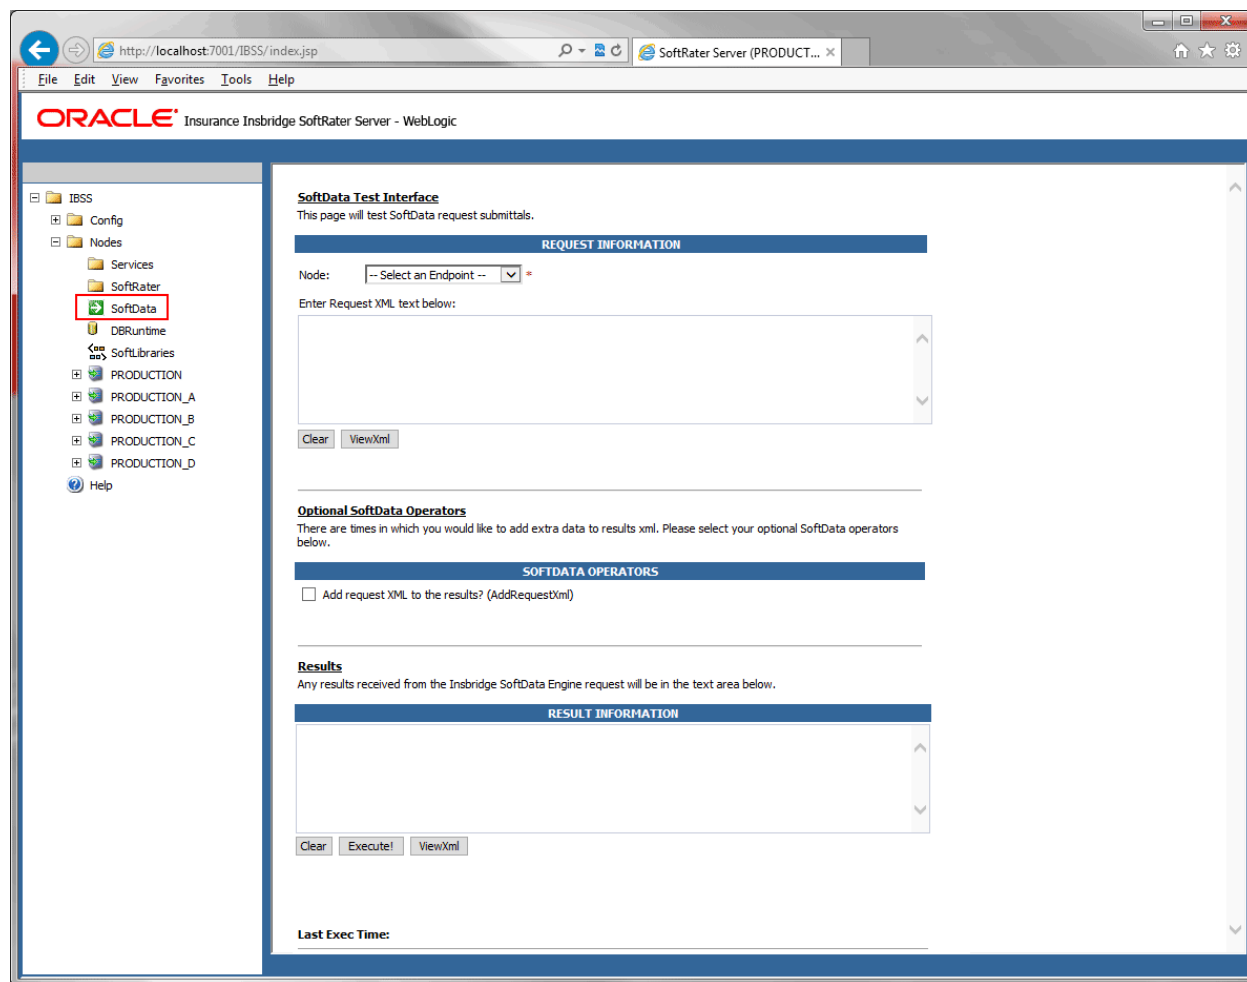 http://localhost:7001/IBSS/index.jsp
SoftRater Server (PRODUCT...
File Edit View Favorites Tools Help
ORACLE Insurance Insbridge SoftRater Server - WebLogic
IBSS
Config
Nodes
Services
SoftRater
SoftData
DBRuntime
SoftLibraries
PRODUCTION
PRODUCTION_A
PRODUCTION_B
PRODUCTION_C
PRODUCTION_D
Help
SoftData Test Interface
This page will test SoftData request submittals.
REQUEST INFORMATION
Node: -- Select an Endpoint -- *
Enter Request XML text below:
Clear ViewXml
Optional SoftData Operators
There are times in which you would like to add extra data to results xml. Please select your optional SoftData operators
below.
SOFTDATA OPERATORS
Add request XML to the results? (AddRequestXml)
Results
Any results received from the Insbridge SoftData Engine request will be in the text area below.
RESULT INFORMATION
Clear Execute! ViewXml
Last Exec Time: